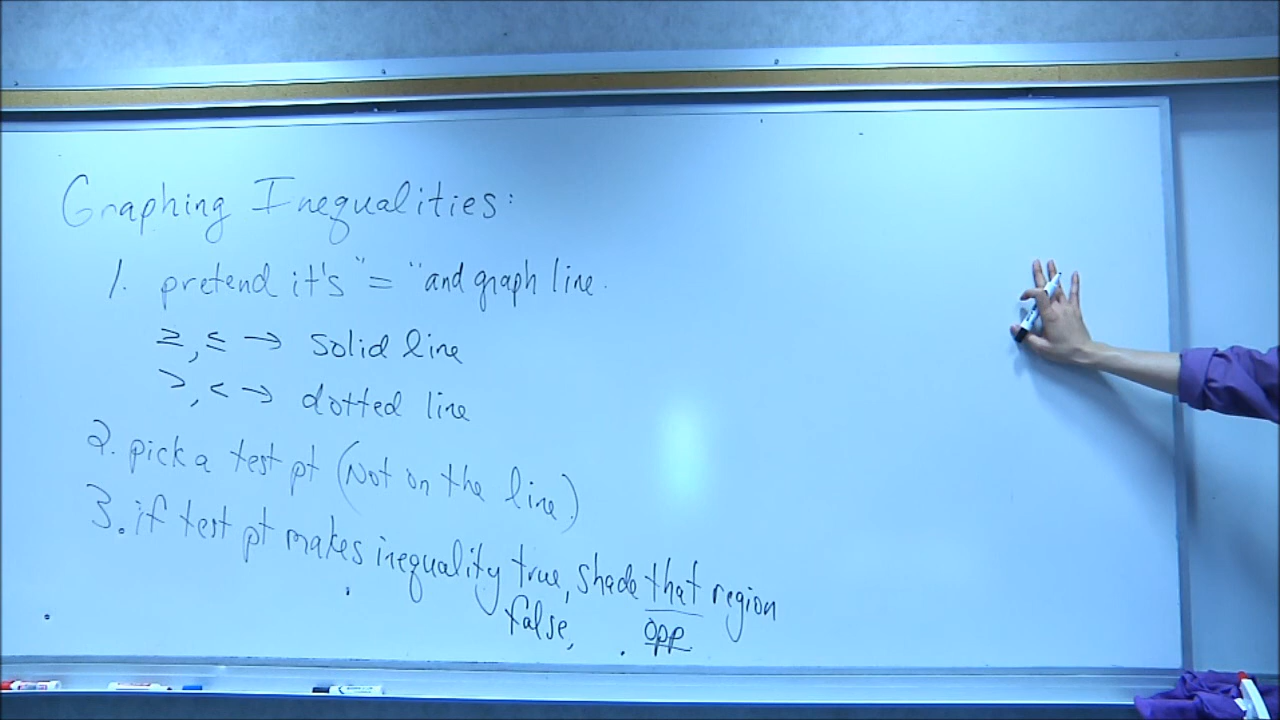 Graphing Inequalities:
1. pretend it's "=" and graph line.
≥, ≤ → solid line
>, < → dotted line
2. pick a test pt (Not on the line)
3. if test pt makes inequality true, shade that region
false, opp.